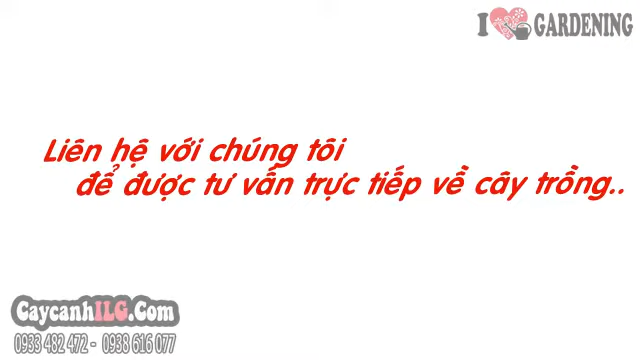 I GARDENING
Liên hệ với chúng tôi
để được tư vấn trực tiếp về cây trồng..
CaycanhILG.Com
0933 482 472 - 0938 616 077